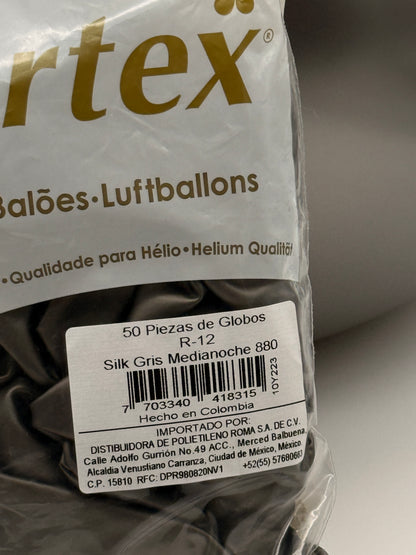 rtex®
Balões • Luftballons
• Qualidade para Hélio • Helium Qualität
50 Piezas de Globos
R-12
Silk Gris Medianoche 880
7 703340 418315
10Y223
Hecho en Colombia
IMPORTADO POR:
DISTIBUIDORA DE POLIETILENO ROMA S.A. DE C.V.
Calle Adolfo Gurrión No.49 ACC., Merced Balbuena,
Alcaldia Venustiano Carranza, Ciudad de México, México.
C.P. 15810 RFC: DPR980820NV1 +52(55) 57680663